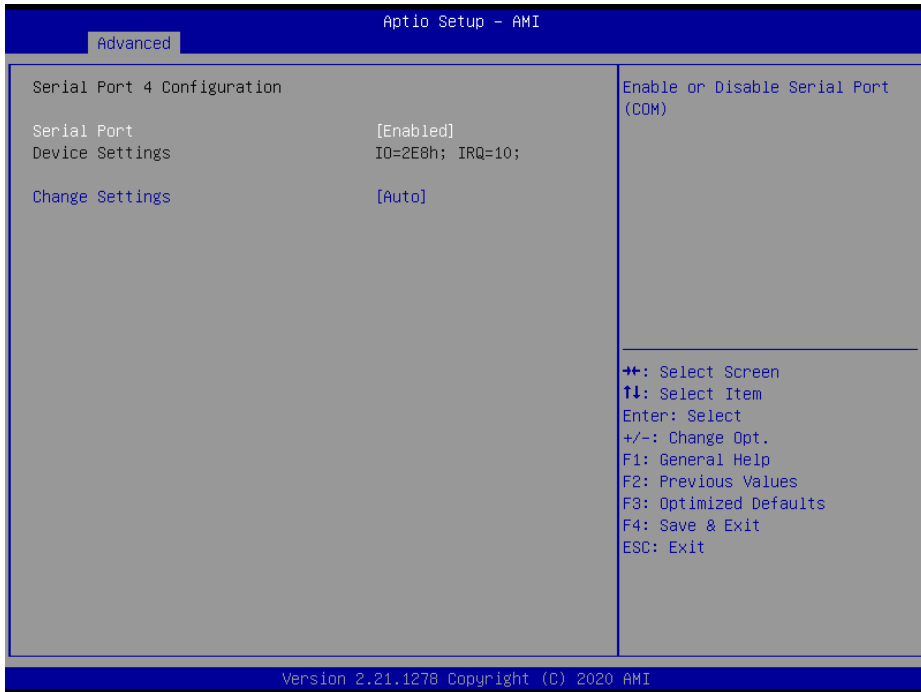 Aptio Setup – AMI
Advanced
Serial Port 4 Configuration
Serial Port [Enabled]
Device Settings IO=2E8h; IRQ=10;
Change Settings [Auto]
Enable or Disable Serial Port
(COM)
→←: Select Screen
↑↓: Select Item
Enter: Select
+/-: Change Opt.
F1: General Help
F2: Previous Values
F3: Optimized Defaults
F4: Save & Exit
ESC: Exit
Version 2.21.1278 Copyright (C) 2020 AMI